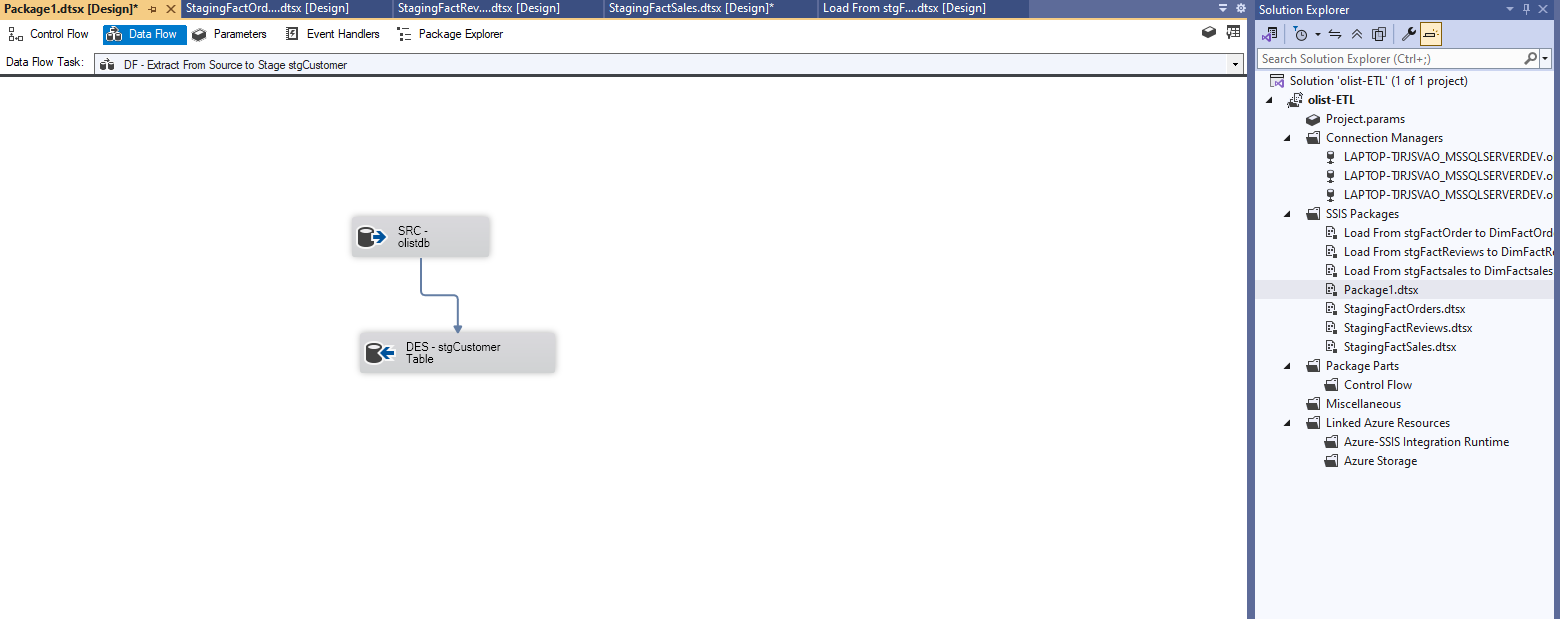 Package1.dtsx [Design]*
StagingFactOrd....dtsx [Design]
StagingFactRev....dtsx [Design]
StagingFactSales.dtsx [Design]*
Load From stgF....dtsx [Design]
Control Flow
Data Flow
Parameters
Event Handlers
Package Explorer
Data Flow Task:
DF - Extract From Source to Stage stgCustomer
SRC -
olistdb
DES - stgCustomer
Table
Solution Explorer
Search Solution Explorer (Ctrl+;)
Solution 'olist-ETL' (1 of 1 project)
olist-ETL
Project.params
Connection Managers
LAPTOP-TJRJSVAO_MSSQLSERVERDEV.o
LAPTOP-TJRJSVAO_MSSQLSERVERDEV.o
LAPTOP-TJRJSVAO_MSSQLSERVERDEV.o
SSIS Packages
Load From stgFactOrder to DimFactOrd
Load From stgFactReviews to DimFactRe
Load From stgFactsales to DimFactsales
Package1.dtsx
StagingFactOrders.dtsx
StagingFactReviews.dtsx
StagingFactSales.dtsx
Package Parts
Control Flow
Miscellaneous
Linked Azure Resources
Azure-SSIS Integration Runtime
Azure Storage